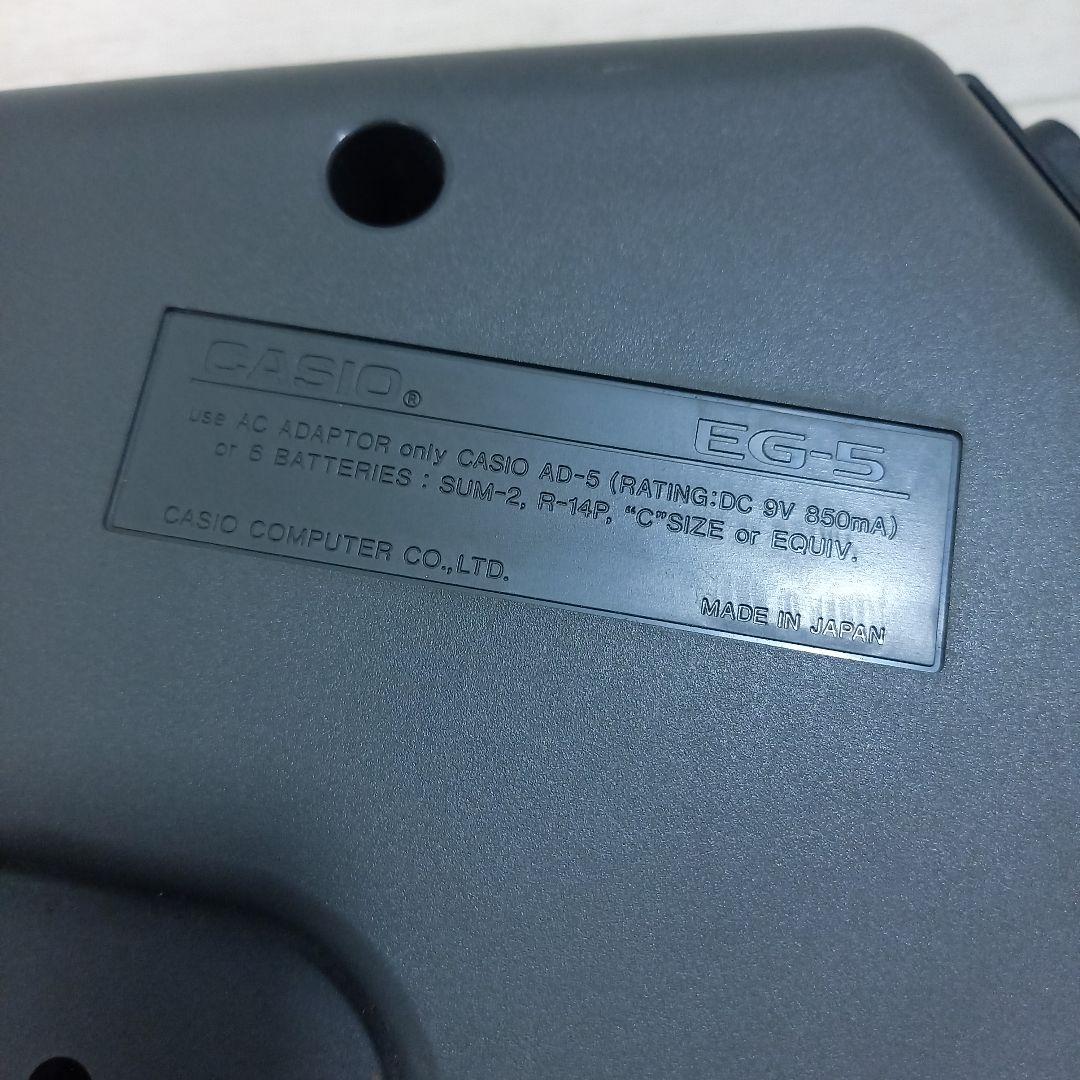 CASIO® EG-5
use AC ADAPTOR only CASIO AD-5 (RATING:DC 9V 850mA)
or 6 BATTERIES : SUM-2, R-14P, "C"SIZE or EQUIV.
CASIO COMPUTER CO.,LTD.
MADE IN JAPAN